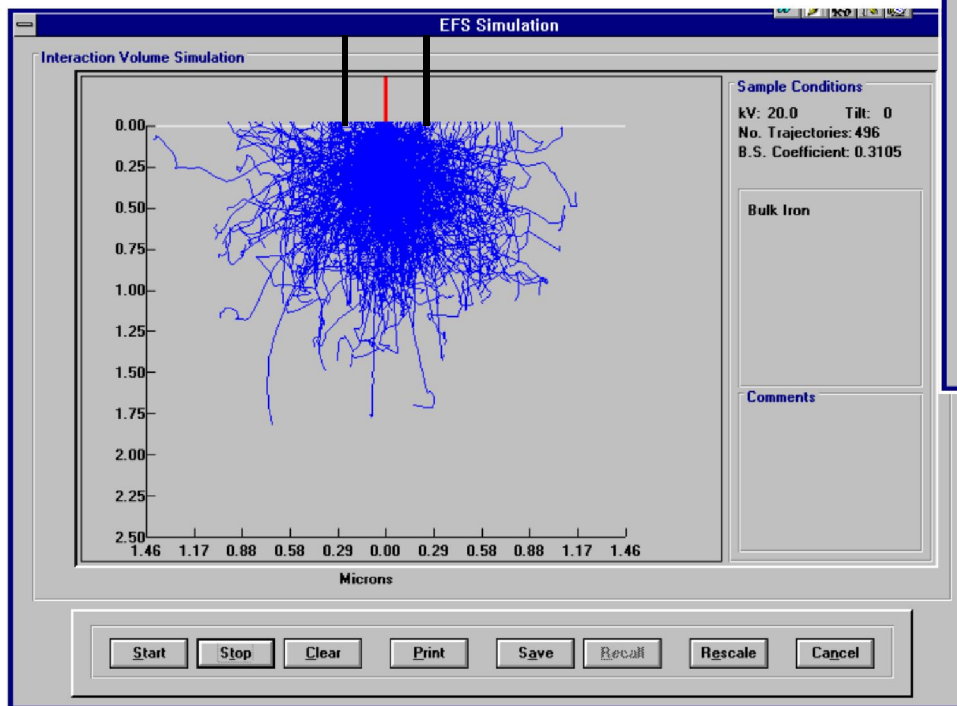 EFS Simulation
Interaction Volume Simulation
0.00
0.25
0.50
0.75
1.00
1.25
1.50
1.75
2.00
2.25
2.50
1.46 1.17 0.88 0.58 0.29 0.00 0.29 0.58 0.88 1.17 1.46
Microns
Sample Conditions
kV: 20.0 Tilt: 0
No. Trajectories: 496
B.S. Coefficient: 0.3105
Bulk Iron
Comments
Start Stop Clear Print Save Recall Rescale Cancel